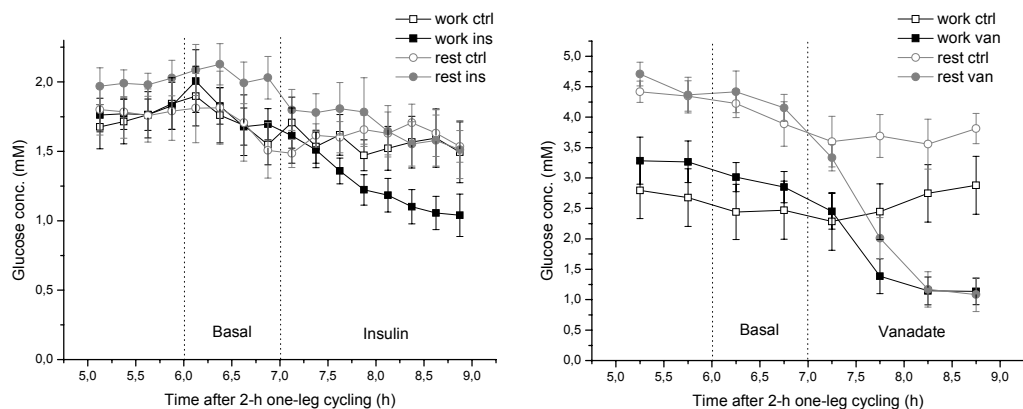 work ctrl
work ins
rest ctrl
rest ins
Glucose conc. (mM)
2,0
1,5
1,0
0,0
Basal
Insulin
5,0 5,5 6,0 6,5 7,0 7,5 8,0 8,5 9,0
Time after 2-h one-leg cycling (h)
work ctrl
work van
rest ctrl
rest van
Glucose conc. (mM)
5,0
4,5
4,0
3,5
3,0
2,5
2,0
1,5
1,0
0,5
0,0
Basal
Vanadate
5,0 5,5 6,0 6,5 7,0 7,5 8,0 8,5 9,0
Time after 2-h one-leg cycling (h)